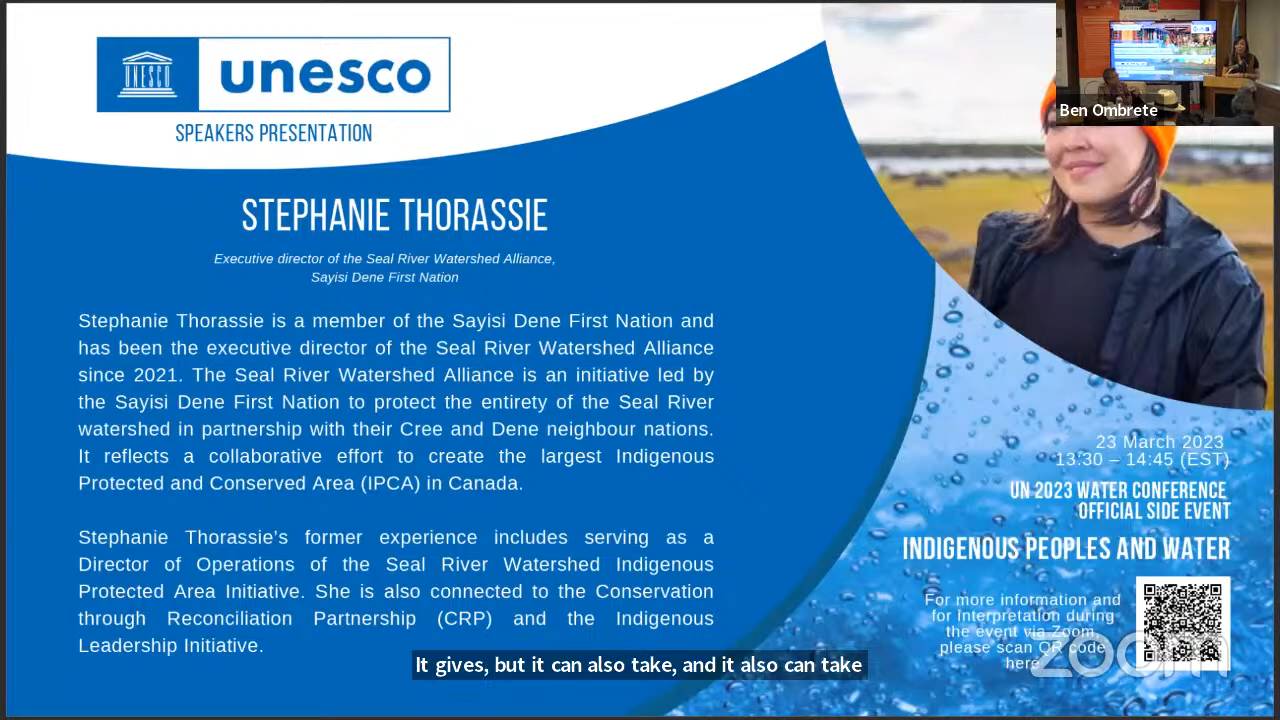 UNESCO
unesco
SPEAKERS PRESENTATION
Ben Ombrete
STEPHANIE THORASSIE
Executive director of the Seal River Watershed Alliance,
Sayisi Dene First Nation
Stephanie Thorassie is a member of the Sayisi Dene First Nation and
has been the executive director of the Seal River Watershed Alliance
since 2021. The Seal River Watershed Alliance is an initiative led by
the Sayisi Dene First Nation to protect the entirety of the Seal River
watershed in partnership with their Cree and Dene neighbour nations.
It reflects a collaborative effort to create the largest Indigenous
Protected and Conserved Area (IPCA) in Canada.
Stephanie Thorassie's former experience includes serving as a
Director of Operations of the Seal River Watershed Indigenous
Protected Area Initiative. She is also connected to the Conservation
through Reconciliation Partnership (CRP) and the Indigenous
Leadership Initiative.
23 March 2023
13:30 – 14:45 (EST)
UN 2023 WATER CONFERENCE
OFFICIAL SIDE EVENT
INDIGENOUS PEOPLES AND WATER
For more information and
for Interpretation during
the event via Zoom,
please scan QR code
here
zoom
It gives, but it can also take, and it also can take